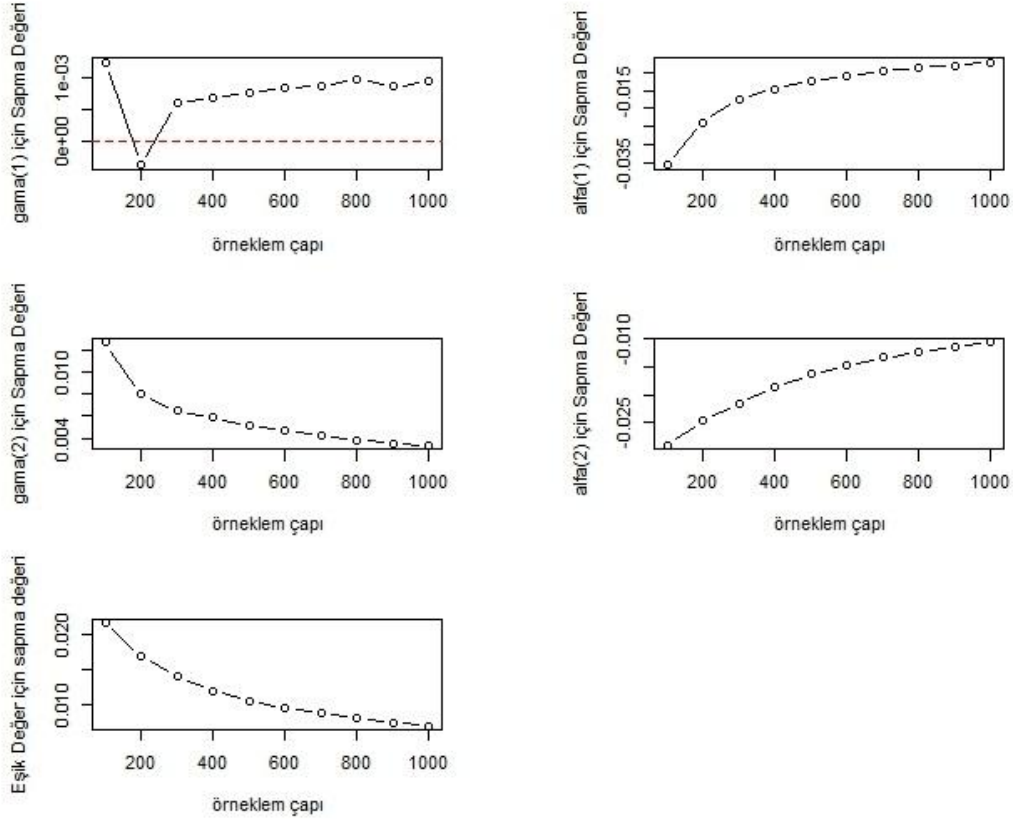 gama(1) için Sapma Değeri
0e+00 1e-03
200 400 600 800 1000
örneklem çapı
alfa(1) için Sapma Değeri
-0.035 -0.015
200 400 600 800 1000
örneklem çapı
gama(2) için Sapma Değeri
0.004 0.010
200 400 600 800 1000
örneklem çapı
alfa(2) için Sapma Değeri
-0.025 -0.010
200 400 600 800 1000
örneklem çapı
Eşik Değer için sapma değeri
0.010 0.020
200 400 600 800 1000
örneklem çapı